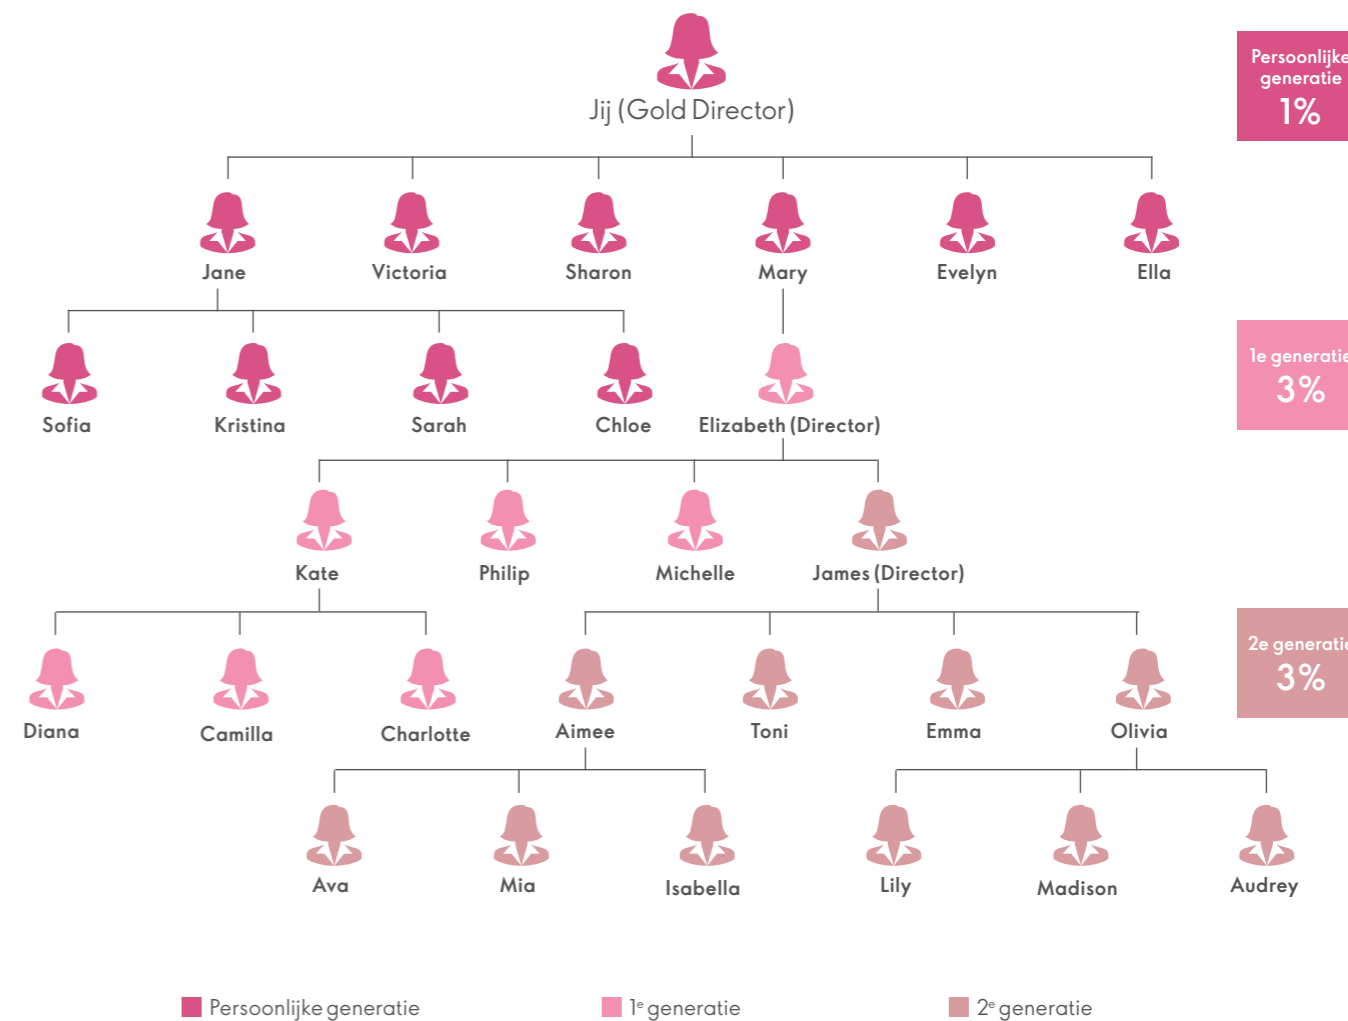 Jij (Gold Director)
Persoonlijke
generatie
1%
Jane
Victoria
Sharon
Mary
Evelyn
Ella
1e generatie
3%
Sofia
Kristina
Sarah
Chloe
Elizabeth (Director)
Kate
Philip
Michelle
James (Director)
2e generatie
3%
Diana
Camilla
Charlotte
Aimee
Toni
Emma
Olivia
Ava
Mia
Isabella
Lily
Madison
Audrey
Persoonlijke generatie
1ᵉ generatie
2ᵉ generatie